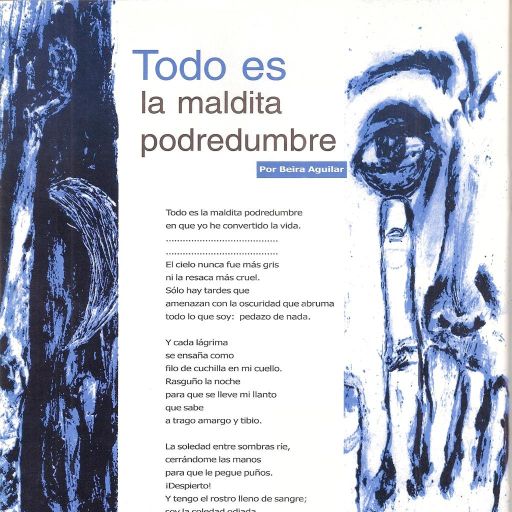 Todo es
la maldita
podredumbre
Por Beira Aguilar
Todo es la maldita podredumbre
en que yo he convertido la vida.
........................................
........................................
El cielo nunca fue más gris
ni la resaca más cruel.
Sólo hay tardes que
amenazan con la oscuridad que abruma
todo lo que soy: pedazo de nada.
Y cada lágrima
se ensaña como
filo de cuchilla en mi cuello.
Rasguño la noche
para que se lleve mi llanto
que sabe
a trago amargo y tibio.
La soledad entre sombras ríe,
cerrándome las manos
para que le pegue puños.
¡Despierto!
Y tengo el rostro lleno de sangre;
soy la soledad odiada